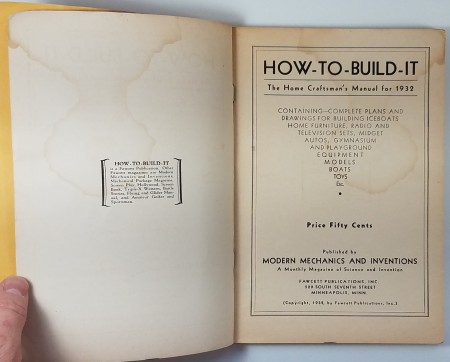 HOW-TO-BUILD-IT
is a Fawcett Publication. Other
Fawcett magazines are Modern
Mechanics and Inventions,
Mechanical Package Magazine,
Screen Play, Hollywood, Screen
Book, Triple-X Western, Battle
Stories, Flying and Glider Man-
ual, and Amateur Golfer and
Sportsman.
HOW-TO-BUILD-IT
The Home Craftsman's Manual for 1932
CONTAINING—COMPLETE PLANS AND
DRAWINGS FOR BUILDING ICEBOATS
HOME FURNITURE, RADIO AND
TELEVISION SETS, MIDGET
AUTOS, GYMNASIUM
AND PLAYGROUND
EQUIPMENT
MODELS
BOATS
TOYS
Etc.
Price Fifty Cents
Published by
MODERN MECHANICS AND INVENTIONS
A Monthly Magazine of Science and Invention
FAWCETT PUBLICATIONS, INC.
SOUTH SEVENTH STREET
MINNEAPOLIS, MINN.
(Copyright, by Fawcett Publications, Inc.)